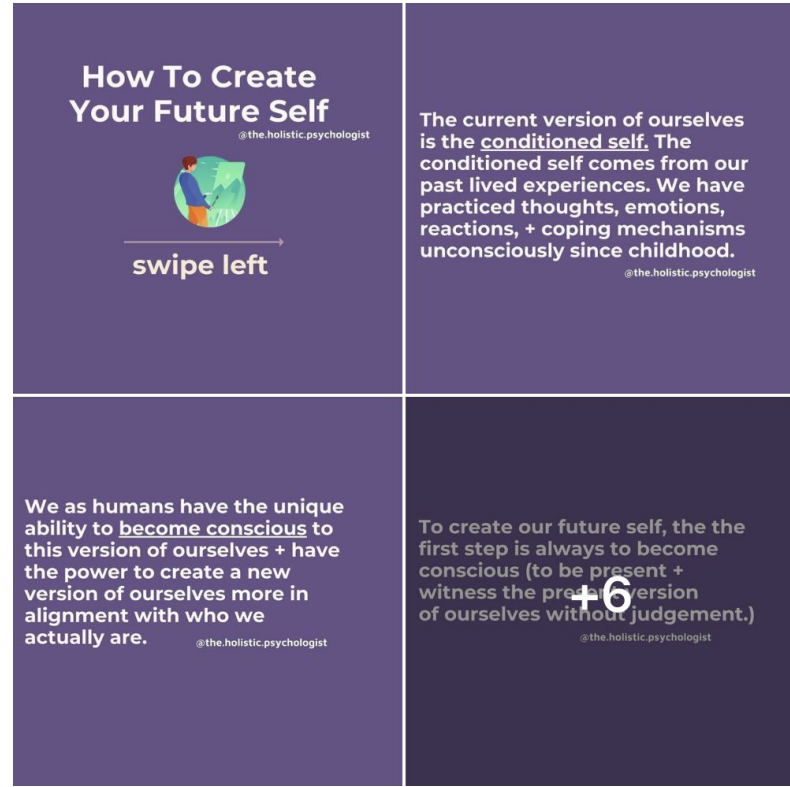 How To Create
Your Future Self
@the.holistic.psychologist
swipe left
The current version of ourselves
is the conditioned self. The
conditioned self comes from our
past lived experiences. We have
practiced thoughts, emotions,
reactions, + coping mechanisms
unconsciously since childhood.
@the.holistic.psychologist
We as humans have the unique
ability to become conscious to
this version of ourselves + have
the power to create a new
version of ourselves more in
alignment with who we
actually are.
@the.holistic.psychologist
To create our future self, the the
first step is always to become
conscious (to be present +
witness the present version
of ourselves without judgement.)
+6
@the.holistic.psychologist